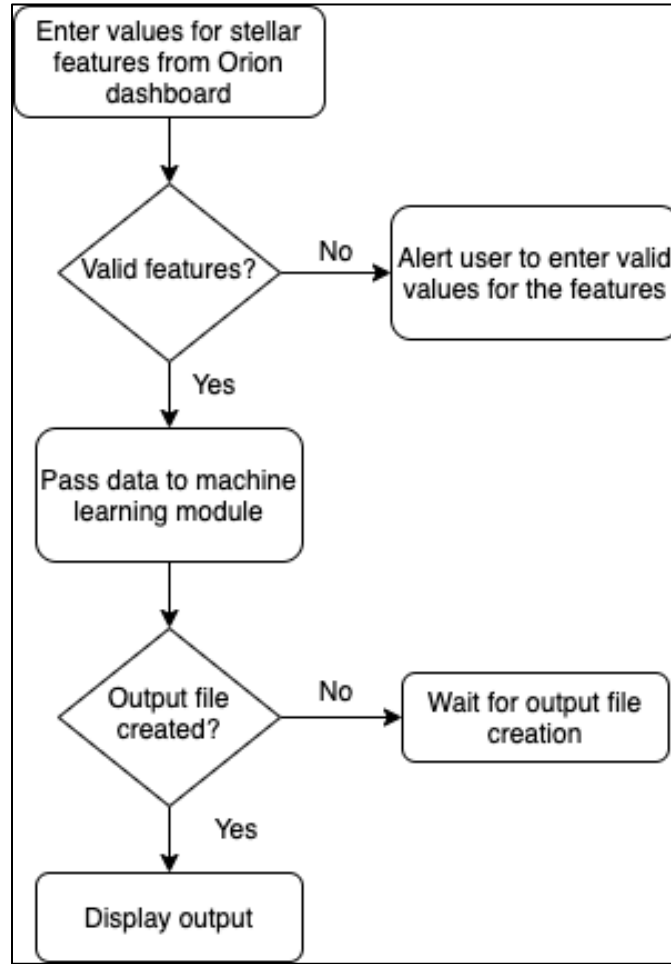 Enter values for stellar
features from Orion
dashboard
Valid features?
No
Alert user to enter valid
values for the features
Yes
Pass data to machine
learning module
Output file
created?
No
Wait for output file
creation
Yes
Display output